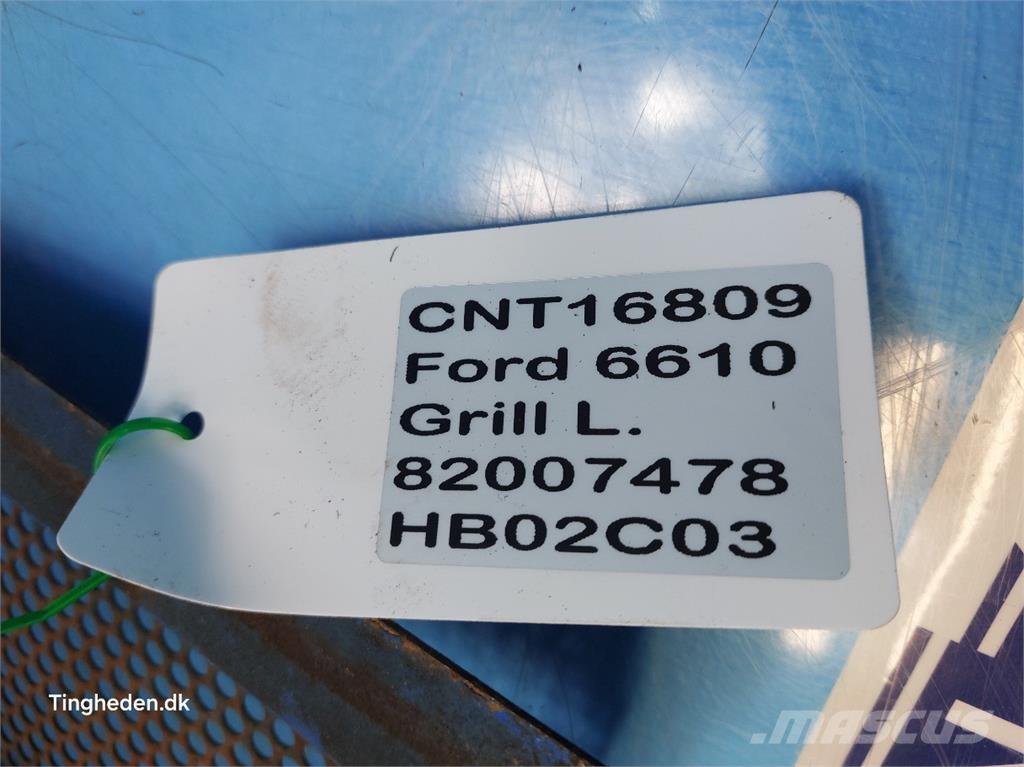 CNT16809
Ford 6610
Grill L.
82007478
HB02C03
Tingheden.dk
MASCUS